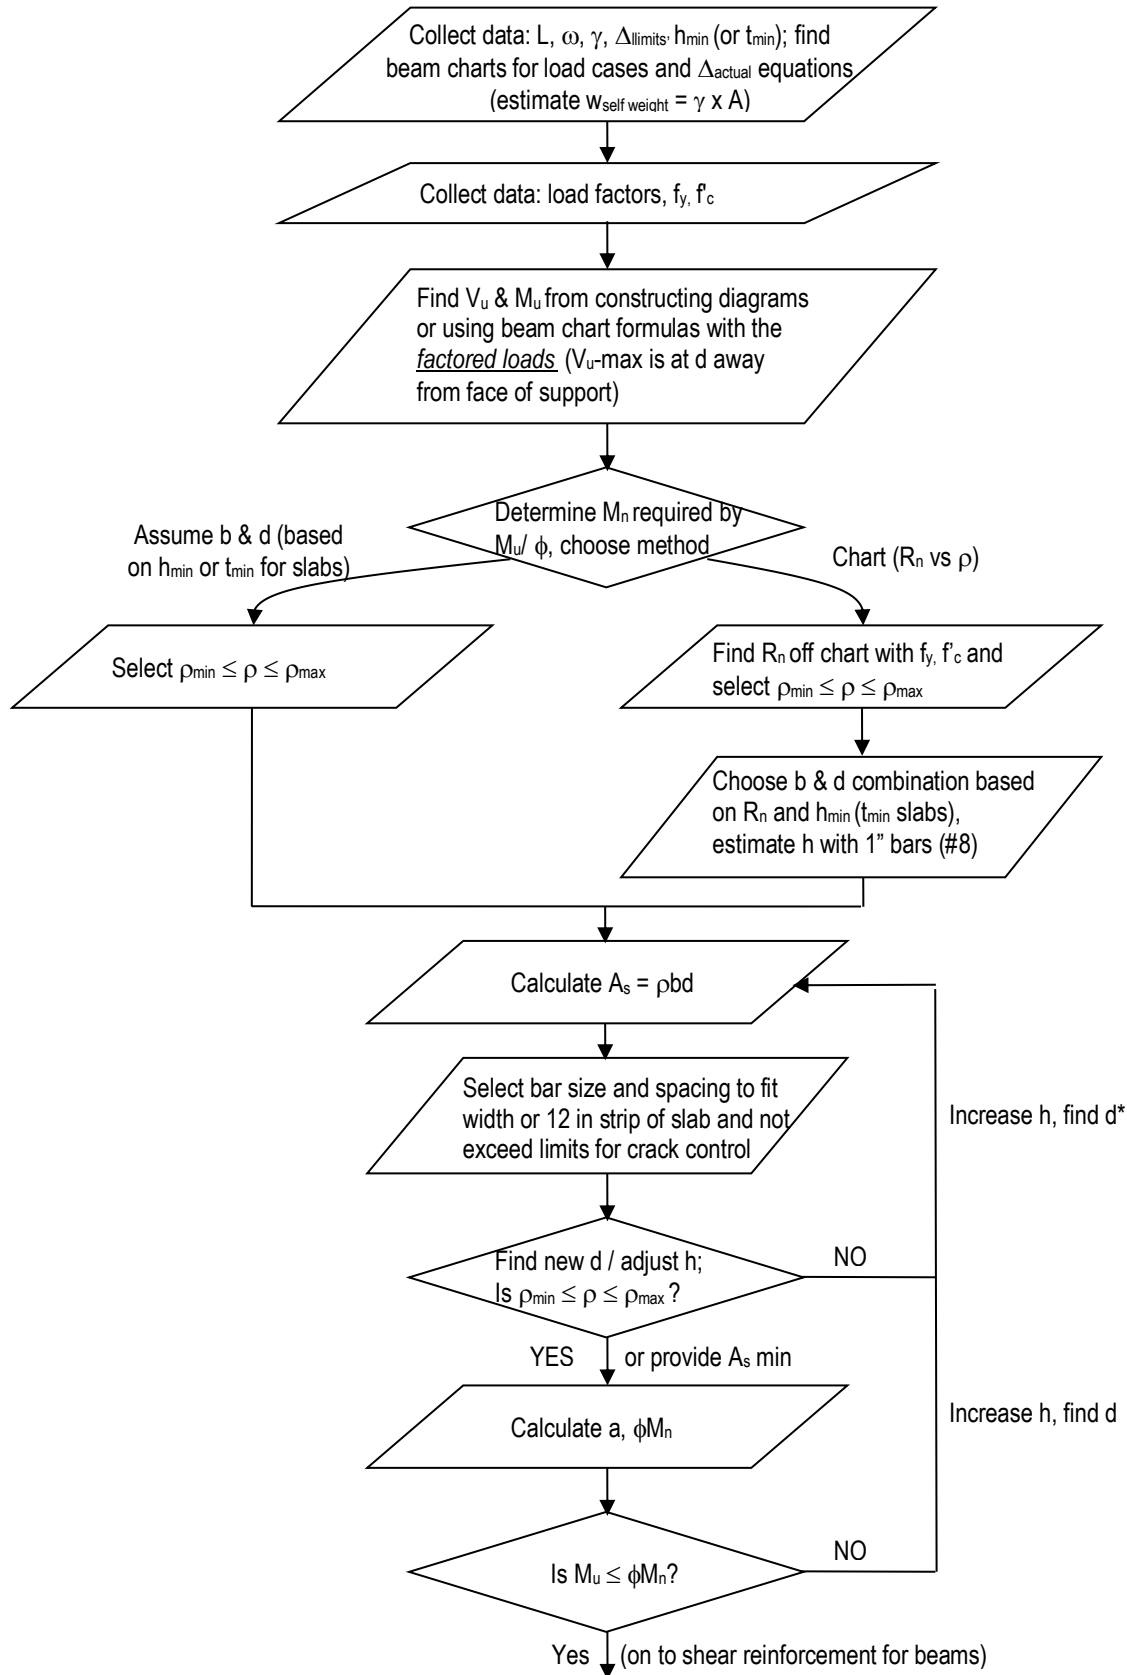 Collect data: L, ω, γ, Δllimits, hmin (or tmin); find
beam charts for load cases and Δactual equations
(estimate wself weight = γ x A)
Collect data: load factors, fy, f'c
Find Vu & Mu from constructing diagrams
or using beam chart formulas with the
factored loads (Vu-max is at d away
from face of support)
Determine Mn required by
Mu/ ϕ, choose method
Assume b & d (based
on hmin or tmin for slabs)
Chart (Rn vs ρ)
Select ρmin ≤ ρ ≤ ρmax
Find Rn off chart with fy, f'c and
select ρmin ≤ ρ ≤ ρmax
Choose b & d combination based
on Rn and hmin (tmin slabs),
estimate h with 1” bars (#8)
Calculate As = ρbd
Select bar size and spacing to fit
width or 12 in strip of slab and not
exceed limits for crack control
Increase h, find d*
Find new d / adjust h;
Is ρmin ≤ ρ ≤ ρmax ?
NO
YES
or provide As min
Calculate a, ϕMn
Increase h, find d
Is Mu ≤ ϕMn?
NO
Yes (on to shear reinforcement for beams)